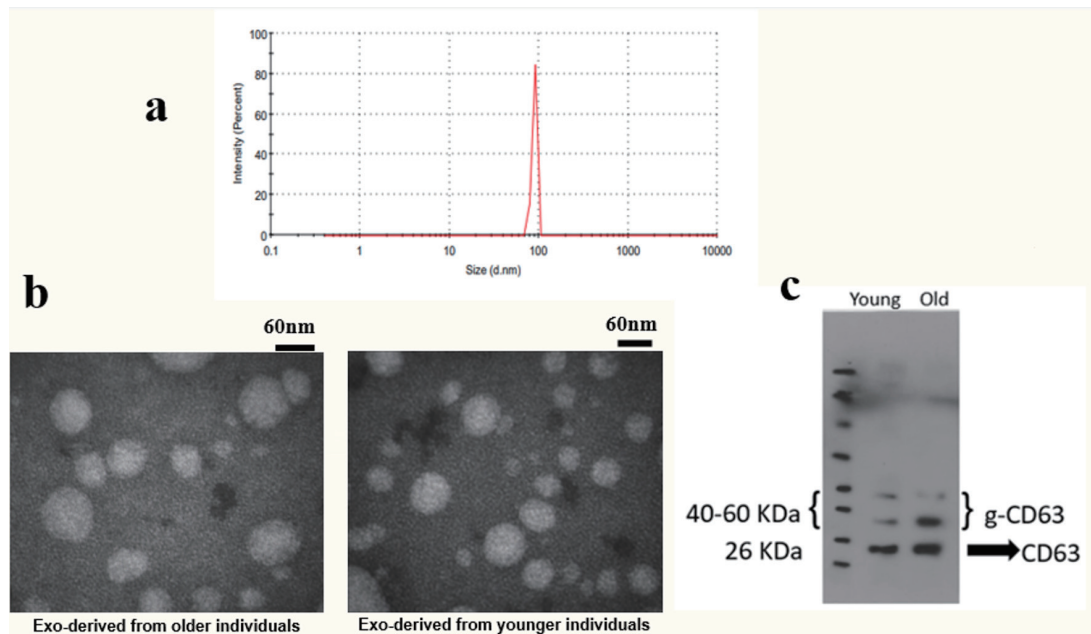 a
100
80
60
40
20
0
Intensity (Percent)
0.1 1 10 100 1000 10000
Size (d.nm)
b
60nm 60nm
Exo-derived from older individuals Exo-derived from younger individuals
c
Young Old
40-60 KDa { } g-CD63
26 KDa CD63